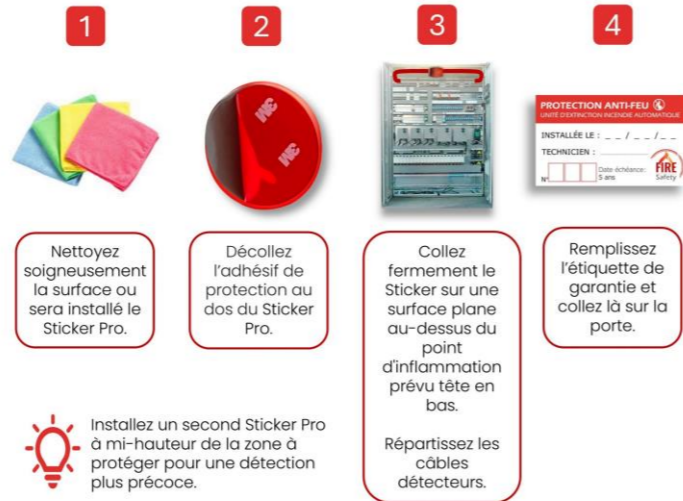 1
2
3
4
3M
3M
PROTECTION ANTI-FEU
UNITÉ D'EXTINCTION INCENDIE AUTOMATIQUE
INSTALLÉE LE : _ _ / _ _ / _ _
TECHNICIEN :
N°
Date échéance:
5 ans
FIRE
Safety
Nettoyez
soigneusement
la surface ou
sera installé le
Sticker Pro.
Décollez
l'adhésif de
protection au
dos du Sticker
Pro.
Collez
fermement le
Sticker sur une
surface plane
au-dessus du
point
d'inflammation
prévu tête en
bas.
Répartissez les
câbles
détecteurs.
Remplissez
l'étiquette de
garantie et
collez là sur la
porte.
Installez un second Sticker Pro
à mi-hauteur de la zone à
protéger pour une détection
plus précoce.